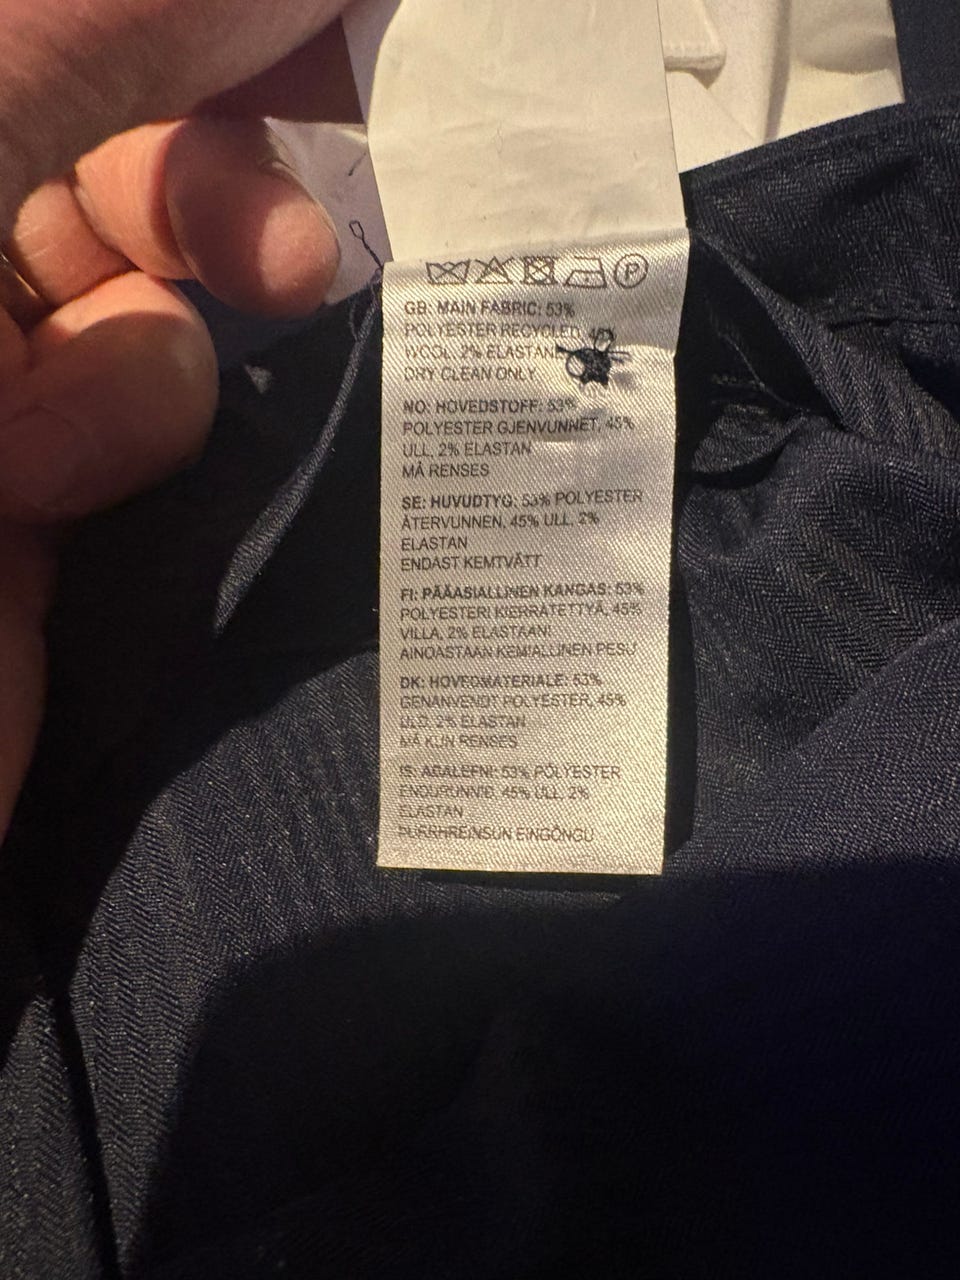 P
GB: MAIN FABRIC: 53%
POLYESTER RECYCLED,
WOOL, 2% ELASTANE
DRY CLEAN ONLY
NO: HOVEDSTOFF: 53%
POLYESTER GJENVUNNET, 45%
ULL, 2% ELASTAN
MÅ RENSES
SE: HUVUDTYG: 53% POLYESTER
ÅTERVUNNEN, 45% ULL, 2%
ELASTAN
ENDAST KEMTVÄTT
FI: PÄÄASIALLINEN KANGAS: 53%
POLYESTERI KIERRÄTETTYÄ, 45%
VILLA, 2% ELASTAANI
AINOASTAAN KEMIALLINEN PESU
DK: HOVEDMATERIALE: 53%
GENANVENDT POLYESTER, 45%
ULD, 2% ELASTAN
MÅ KUN RENSES
IS: AÐALEFNI: 53% POLYESTER
ENDURUNNIÐ, 45% ULL, 2%
ELASTAN
ÞURRHREINSUN EINGÖNGU